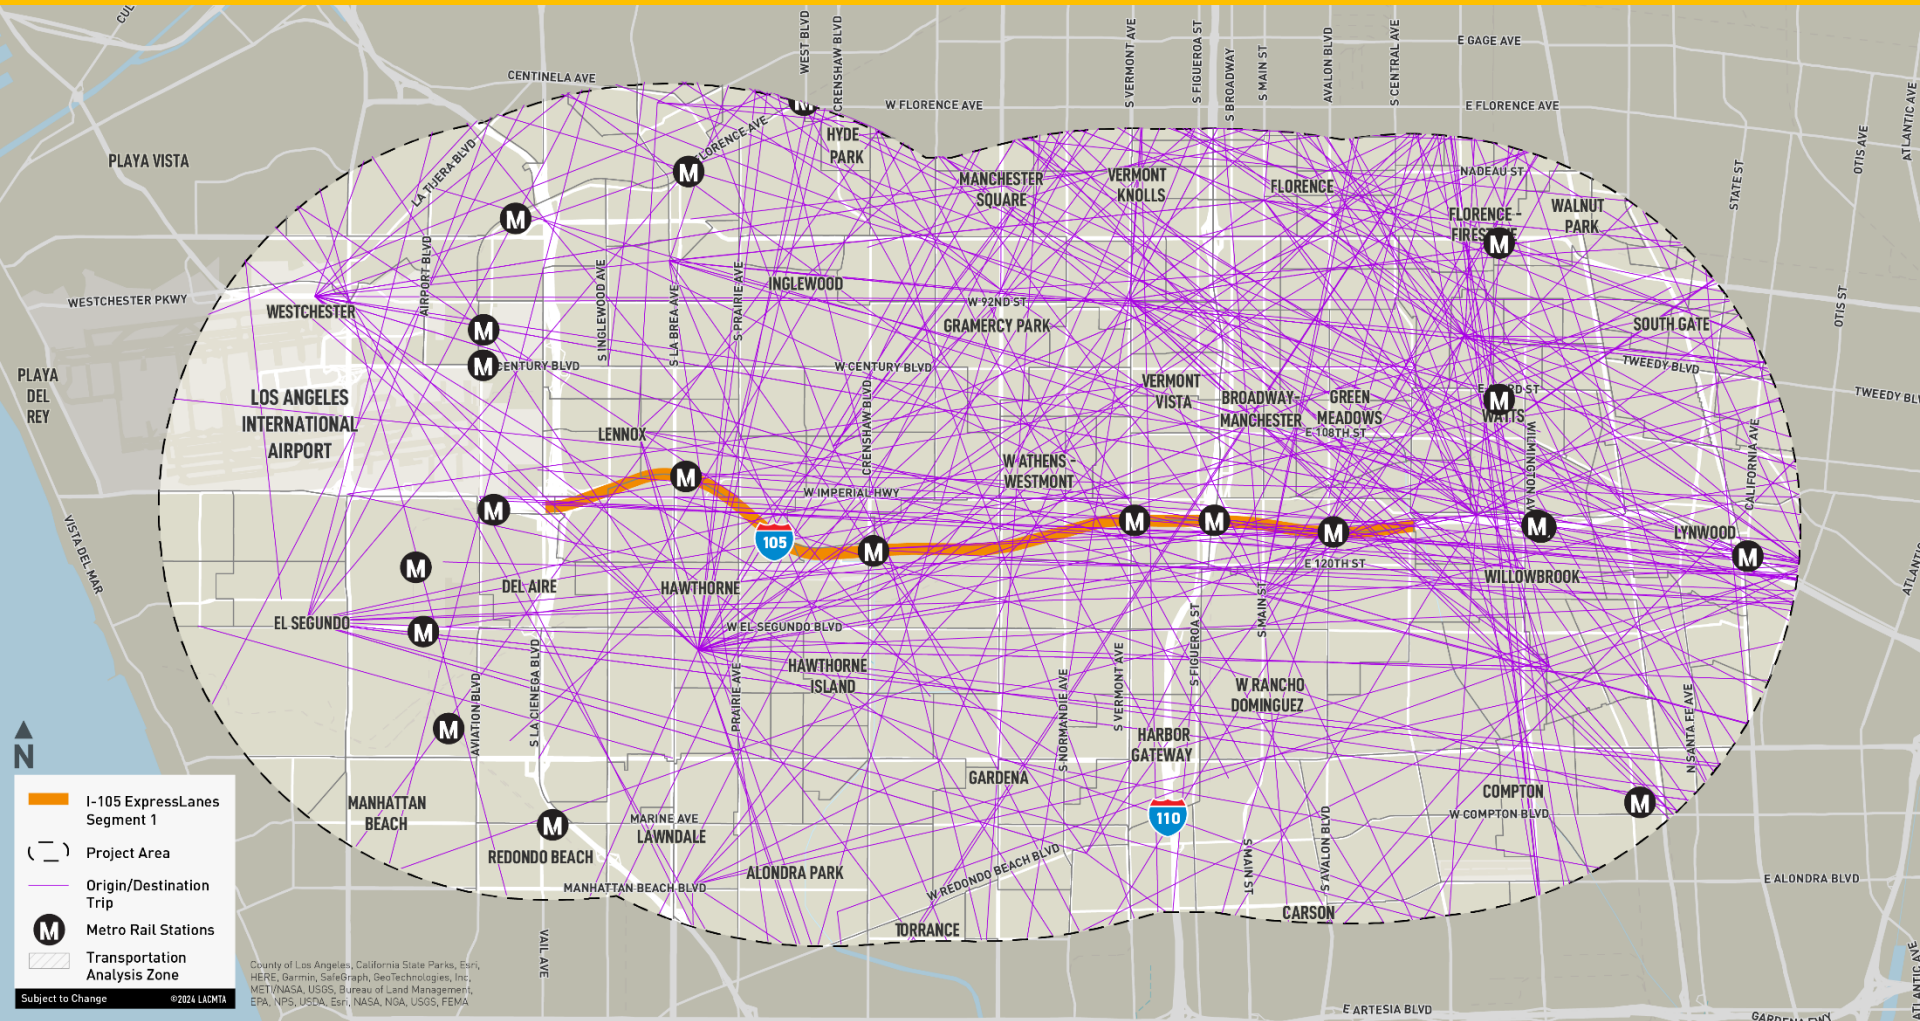 CENTINELA AVE
WEST BLVD
CRENSHAW BLVD
S VERMONT AVE
S FIGUEROA ST
S BROADWAY
S MAIN ST
AVALON BLVD
S CENTRAL AVE
E GAGE AVE
W FLORENCE AVE
E FLORENCE AVE
ATLANTIC AVE
OTIS AVE
STATE ST
PLAYA VISTA
LA TIJERA BLVD
FLORENCE AVE
M
HYDE
PARK
M
M
MANCHESTER
SQUARE
VERMONT
KNOLLS
FLORENCE
NADEAU ST
FLORENCE -
M
WALNUT
PARK
WESTCHESTER PKWY
WESTCHESTER
AIRPORT BLVD
S INGLEWOOD AVE
S LA BREA AVE
S PRAIRIE AVE
INGLEWOOD
W 92ND ST
GRAMERCY PARK
SOUTH GATE
OTIS ST
M
M
CENTURY BLVD
W CENTURY BLVD
TWEEDY BLVD
PLAYA
DEL
REY
LOS ANGELES
INTERNATIONAL
AIRPORT
LENNOX
CRENSHAW BLVD
VERMONT
VISTA
BROADWAY-
MANCHESTER
GREEN
MEADOWS
E 108TH ST
M
WATTS
WILMINGTON AV
CALIFORNIA AVE
W ATHENS -
WESTMONT
W IMPERIAL HWY
M
M
105
M
M
M
M
M
LYNWOOD
M
VISTA DEL MAR
M
DEL AIRE
HAWTHORNE
E 120TH ST
WILLOWBROOK
EL SEGUNDO
M
W EL SEGUNDO BLVD
S FIGUEROA ST
S MAIN ST
HAWTHORNE
ISLAND
AVIATION BLVD
S LA CIENEGA BLVD
PRAIRIE AVE
S NORMANDIE AVE
S VERMONT AVE
W RANCHO
DOMINGUEZ
N SANTA FE AVE
M
HARBOR
GATEWAY
GARDENA
COMPTON
M
W COMPTON BLVD
110
MANHATTAN
BEACH
M
MARINE AVE
LAWNDALE
REDONDO BEACH
MANHATTAN BEACH BLVD
ALONDRA PARK
W REDONDO BEACH BLVD
S MAIN ST
S AVALON BLVD
E ALONDRA BLVD
CARSON
TORRANCE
VAIL AVE
ATLANTIC AVE
E ARTESIA BLVD
N
I-105 ExpressLanes
Segment 1
Project Area
Origin/Destination
Trip
M
Metro Rail Stations
Transportation
Analysis Zone
Subject to Change
©2024 LACMTA
County of Los Angeles, California State Parks, Esri,
HERE, Garmin, SafeGraph, GeoTechnologies, Inc,
METI/NASA, USGS, Bureau of Land Management,
EPA, NPS, USDA, Esri, NASA, NGA, USGS, FEMA